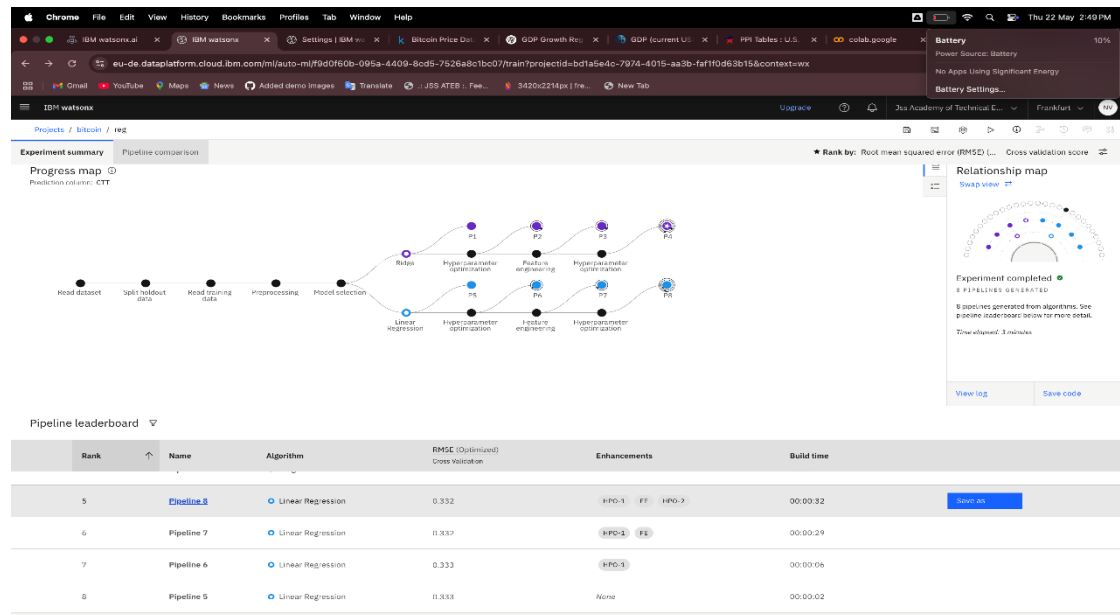 Chrome File Edit View History Bookmarks Profiles Tab Window Help Thu 22 May 2:49 PM
IBM watsonx.ai IBM watsonx Settings | IBM wa Bitcoin Price Dat GDP Growth Rep GDP (current US PPI Tables : U.S. colab.google
Battery 10%
Power Source: Battery
No Apps Using Significant Energy
Battery Settings...
eu-de.dataplatform.cloud.ibm.com/ml/auto-ml/f9d0f60b-095a-4409-8cd5-7526a8c1bc07/train?projectid=bd1a5e4c-7974-4015-aa3b-faf1f0d63b15&context=wx
Gmail YouTube Maps News Added demo images Translate .: JSS ATEB :. Fee... 3420x2214px | fre... New Tab
IBM watsonx Upgrade Jss Academy of Technical E... Frankfurt NV
Projects / bitcoin / reg
Experiment summary Pipeline comparison Rank by: Root mean squared error (RMSE) (... Cross validation score
Progress map
Prediction column: CTT
Relationship map
Swap view
P1 P2 P3 P4
Ridge Hyperparameter optimization Feature engineering Hyperparameter optimization
Read dataset Split holdout data Read training data Preprocessing Model selection
P5 P6 P7 P8
Linear Regression Hyperparameter optimization Feature engineering Hyperparameter optimization
Experiment completed
8 PIPELINES GENERATED
8 pipelines generated from algorithms. See
pipeline leaderboard below for more detail.
Time elapsed: 3 minutes
View log Save code
Pipeline leaderboard
Rank Name Algorithm RMSE (Optimized) Cross Validation Enhancements Build time
5 Pipeline 8 Linear Regression 0.332 HPO-1 FE HPO-2 00:00:32 Save as
6 Pipeline 7 Linear Regression 0.332 HPO-1 FE 00:00:29
7 Pipeline 6 Linear Regression 0.333 HPO-1 00:00:06
8 Pipeline 5 Linear Regression 0.333 None 00:00:02